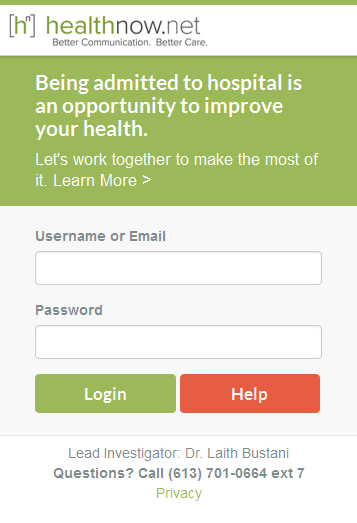 [hⁿ] healthnow.net
Better Communication. Better Care.
Being admitted to hospital is
an opportunity to improve
your health.
Let's work together to make the most of
it. Learn More >
Username or Email
Password
Login Help
Lead Investigator: Dr. Laith Bustani
Questions? Call (613) 701-0664 ext 7
Privacy